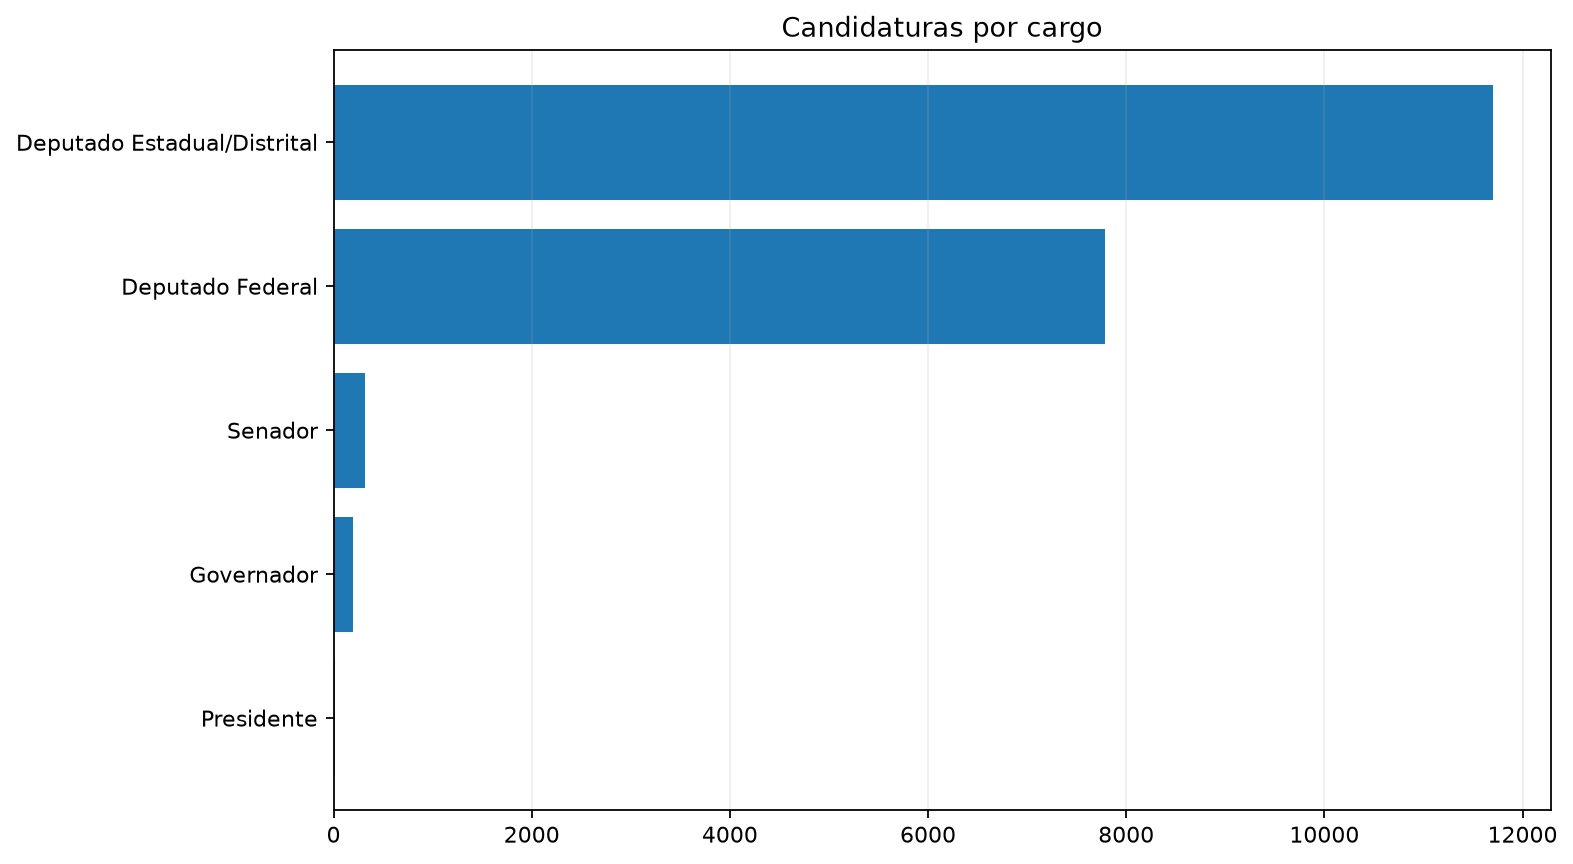 Candidaturas por cargo
Deputado Estadual/Distrital
Deputado Federal
Senador
Governador
Presidente
0 2000 4000 6000 8000 10000 12000